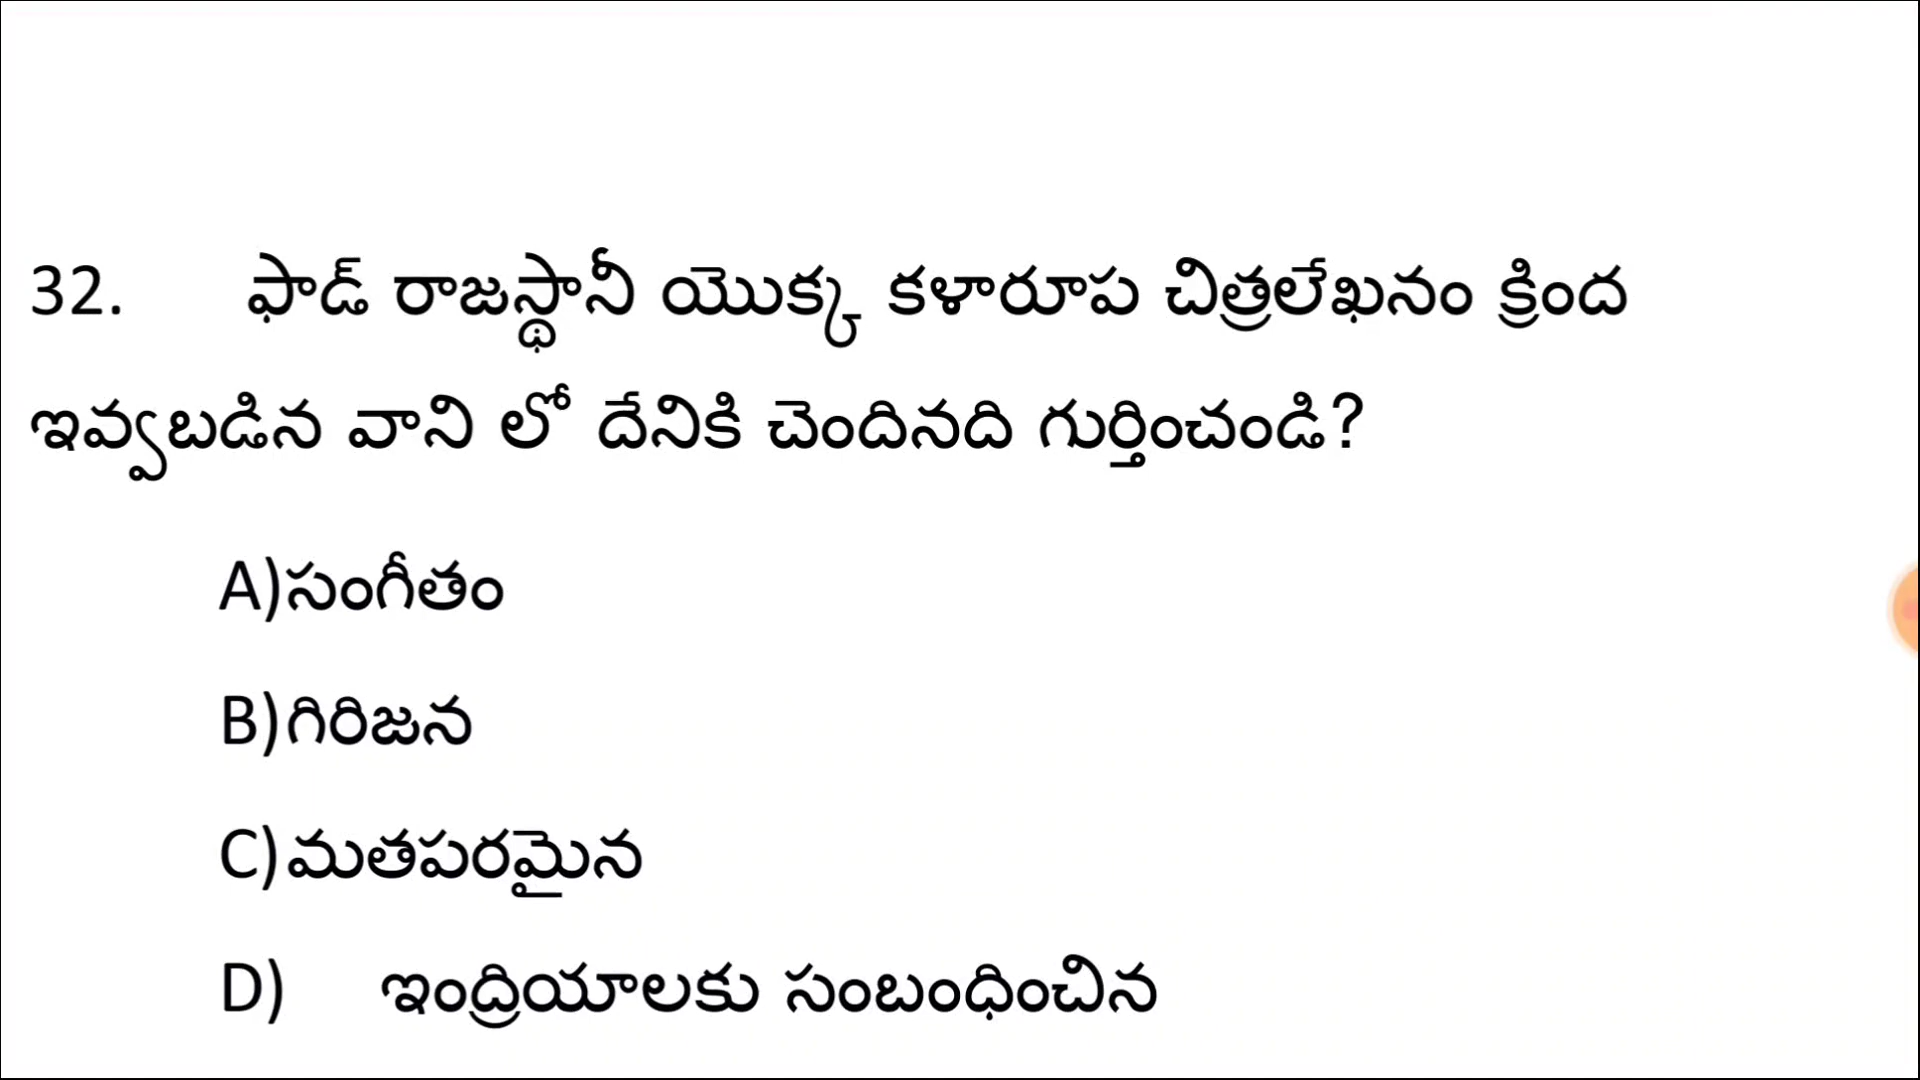 32. ఫాడ్ రాజస్థానీ యొక్క కళారూప చిత్రలేఖనం క్రింద
ఇవ్వబడిన వాని లో దేనికి చెందినది గుర్తించండి?
A)సంగీతం
B)గిరిజన
C)మతపరమైన
D) ఇంద్రియాలకు సంబంధించిన